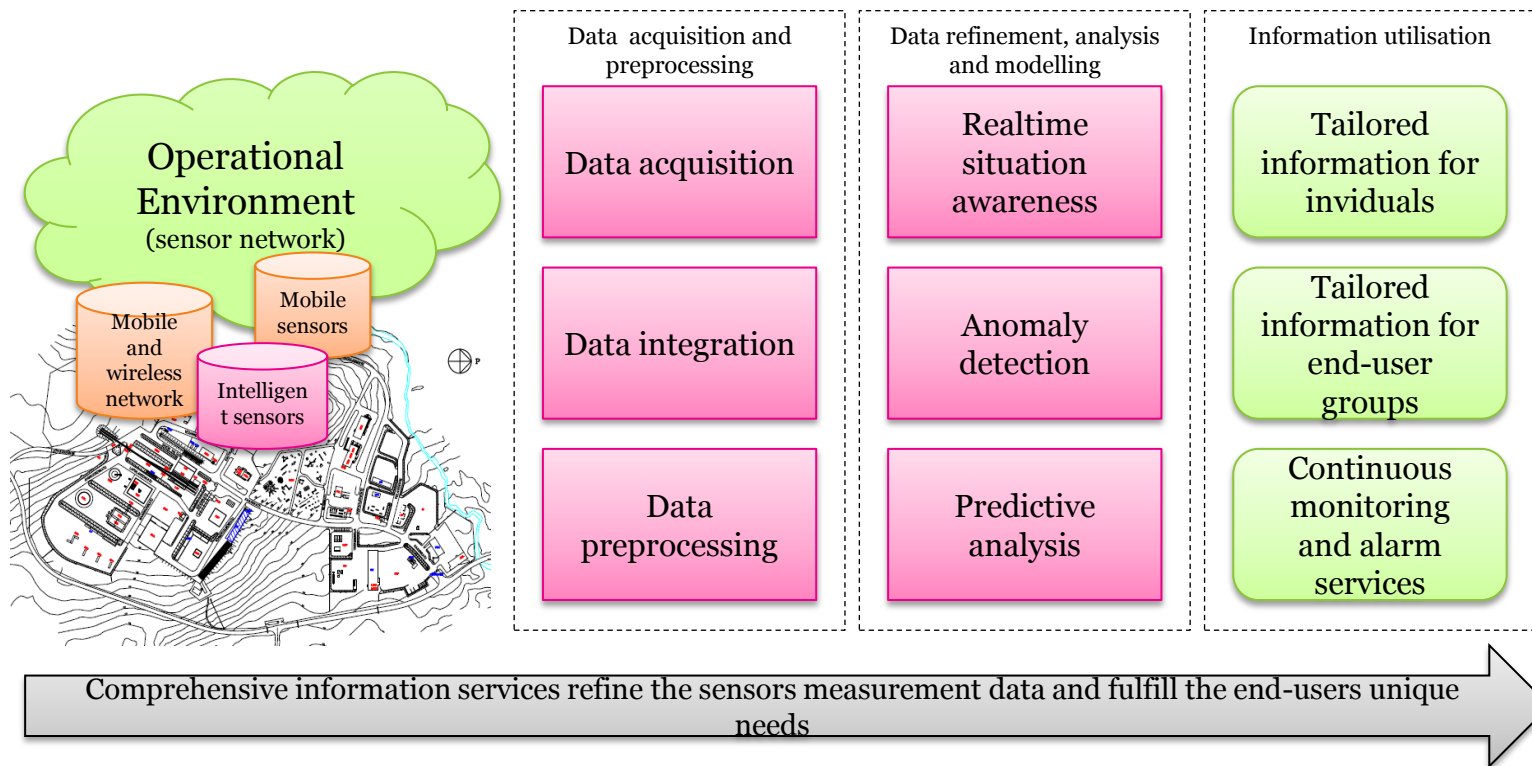 Operational
Environment
(sensor network)
Mobile
sensors
Mobile
and
wireless
network
Intelligen
t sensors
P
Data acquisition and
preprocessing
Data acquisition
Data integration
Data
preprocessing
Data refinement, analysis
and modelling
Realtime
situation
awareness
Anomaly
detection
Predictive
analysis
Information utilisation
Tailored
information for
inviduals
Tailored
information for
end-user
groups
Continuous
monitoring
and alarm
services
Comprehensive information services refine the sensors measurement data and fulfill the end-users unique
needs